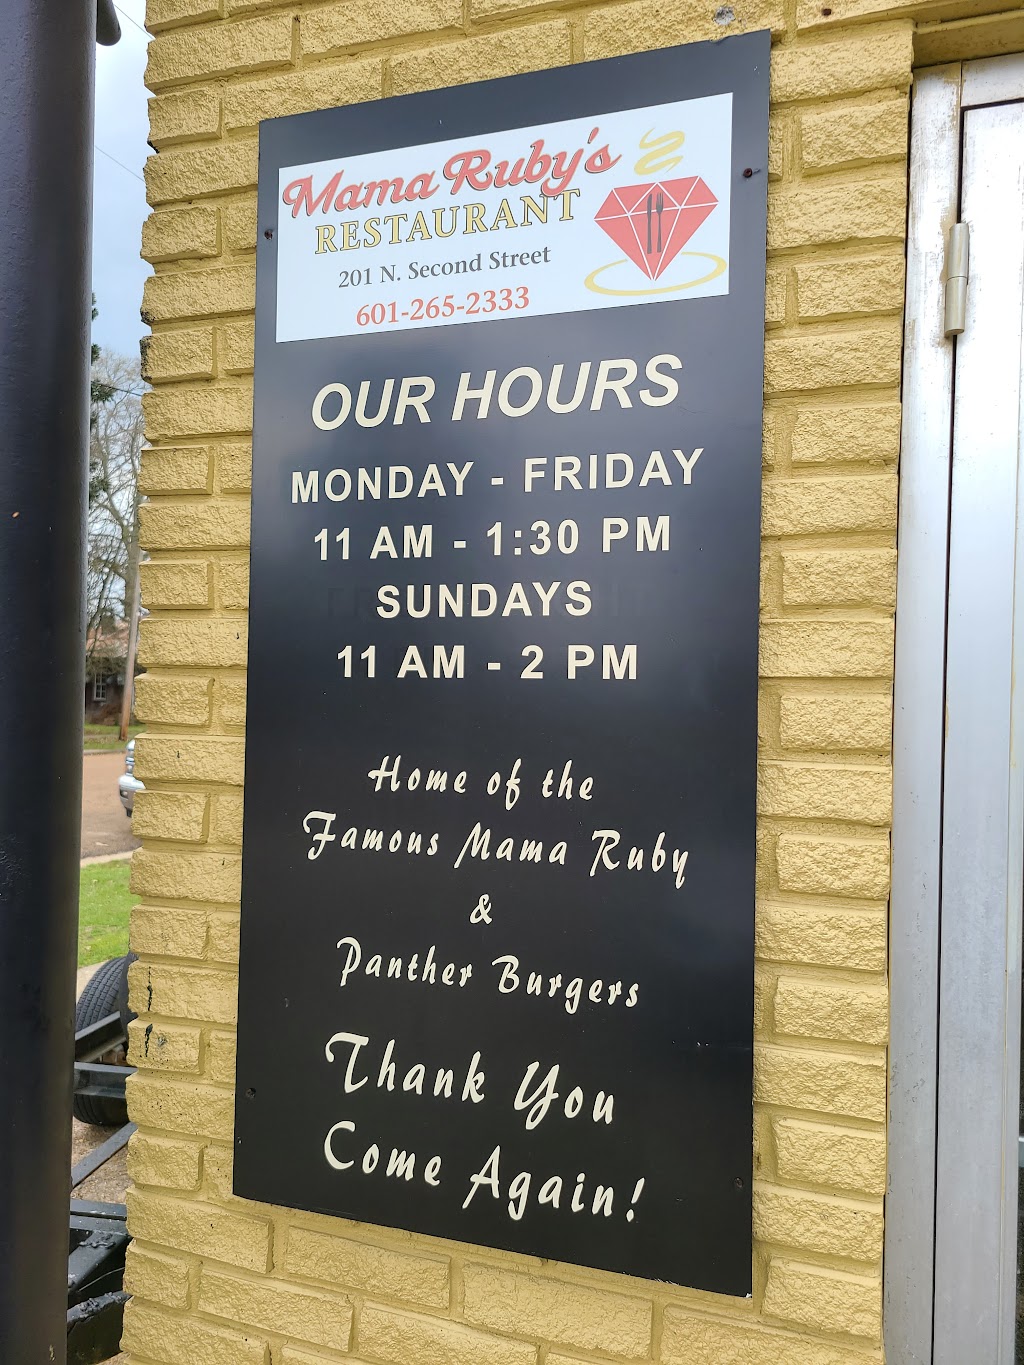 Mama Ruby's
RESTAURANT
201 N. Second Street
601-265-2333
OUR HOURS
MONDAY - FRIDAY
11 AM - 1:30 PM
SUNDAYS
11 AM - 2 PM
Home of the
Famous Mama Ruby
&
Panther Burgers
Thank You
Come Again!